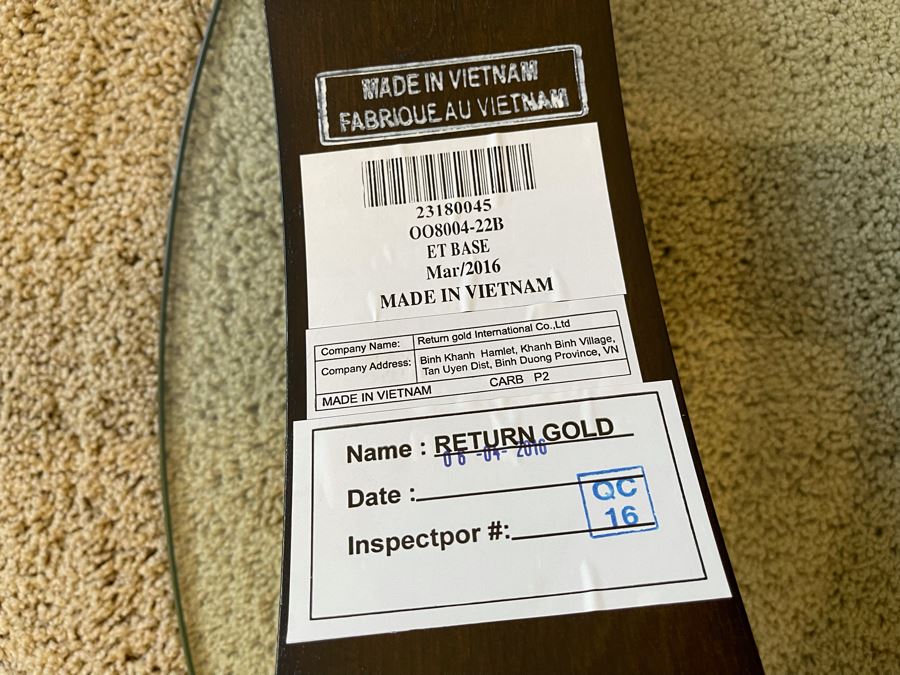 MADE IN VIETNAM
FABRIQUE AU VIETNAM
23180045
OO8004-22B
ET BASE
Mar/2016
MADE IN VIETNAM
Company Name: Return gold International Co.,Ltd
Company Address: Binh Khanh Hamlet, Khanh Binh Village,
Tan Uyen Dist, Binh Duong Province, VN
MADE IN VIETNAM CARB P2
Name : RETURN GOLD
06 -04- 2016
Date :
QC
Inspectpor #:
16